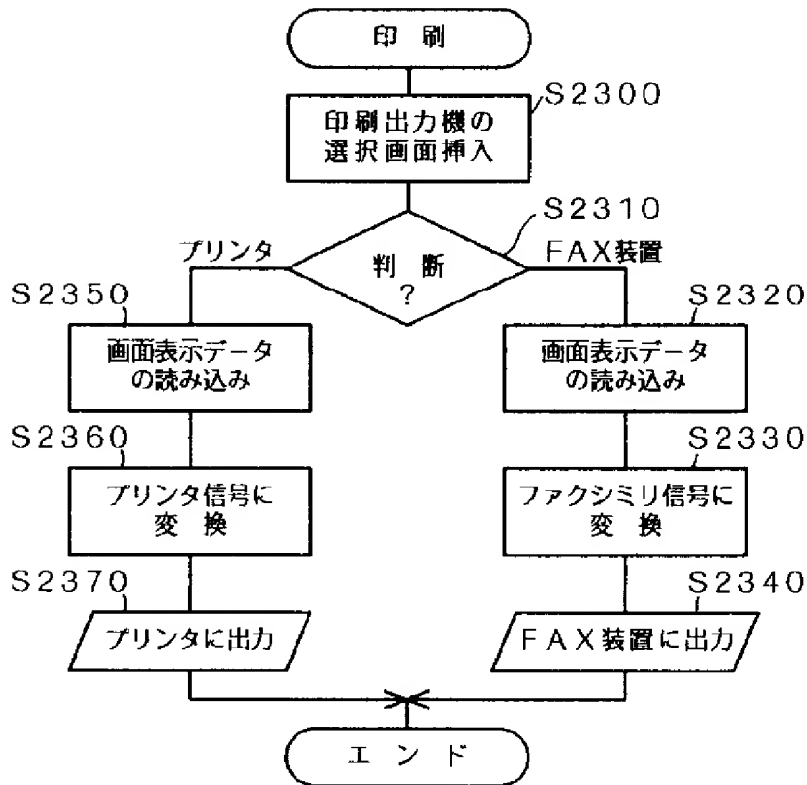 印 刷
S2300
印刷出力機の
選択画面挿入
S2310
プリンタ
判 断
?
FAX装置
S2350
画面表示データ
の読み込み
S2320
画面表示データ
の読み込み
S2360
プリンタ信号に
変 換
S2330
ファクシミリ信号に
変 換
S2370
プリンタに出力
S2340
FAX装置に出力
エ ン ド